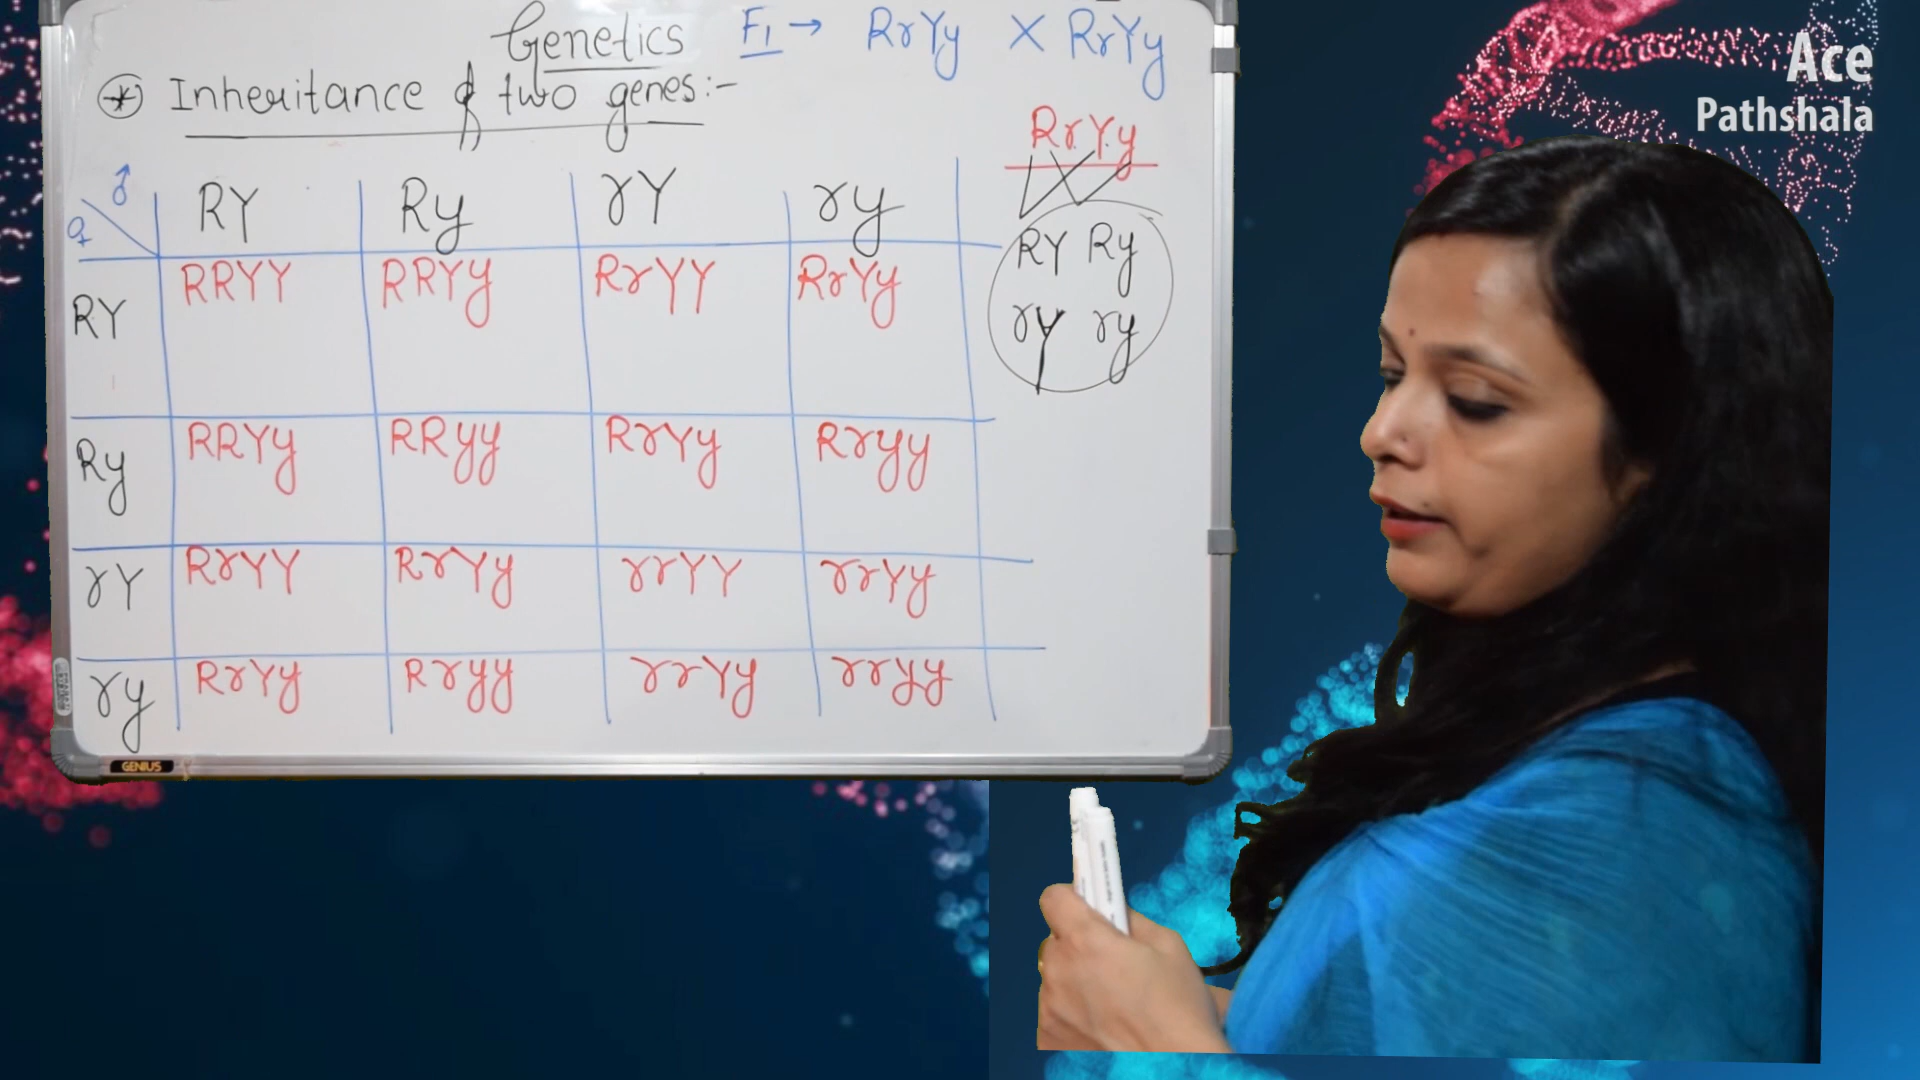 Genetics F1 → RrYy X RrYy
Inheritance of two genes:-
Ace
Pathshala
RrYy
♂ RY Ry rY ry
♀
RY Ry
rY ry
RY RRYY RRYy RrYY RrYy
Ry RRYy RRyy RrYy Rryy
rY RrYY RrYy rrYY rrYy
ry RrYy Rryy rrYy rryy
GENIUS